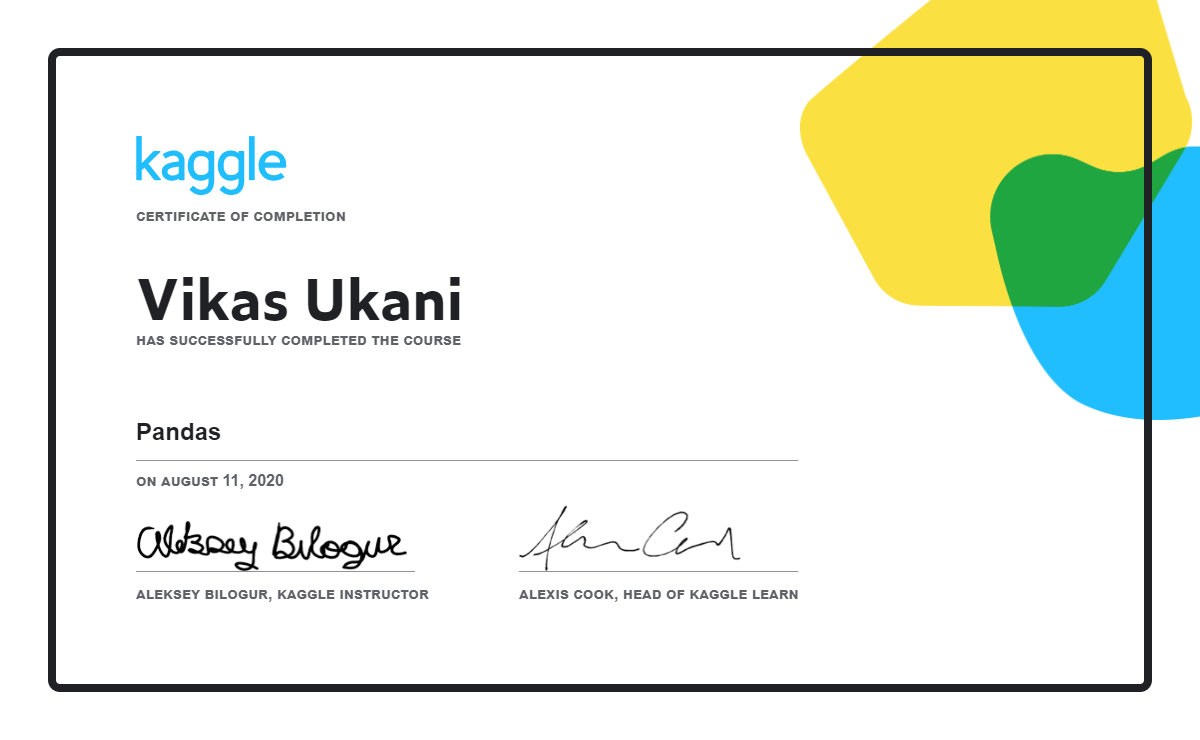 kaggle
CERTIFICATE OF COMPLETION
Vikas Ukani
HAS SUCCESSFULLY COMPLETED THE COURSE
Pandas
ON AUGUST 11, 2020
Aleksey Bilogur
ALEKSEY BILOGUR, KAGGLE INSTRUCTOR
ALEXIS COOK, HEAD OF KAGGLE LEARN